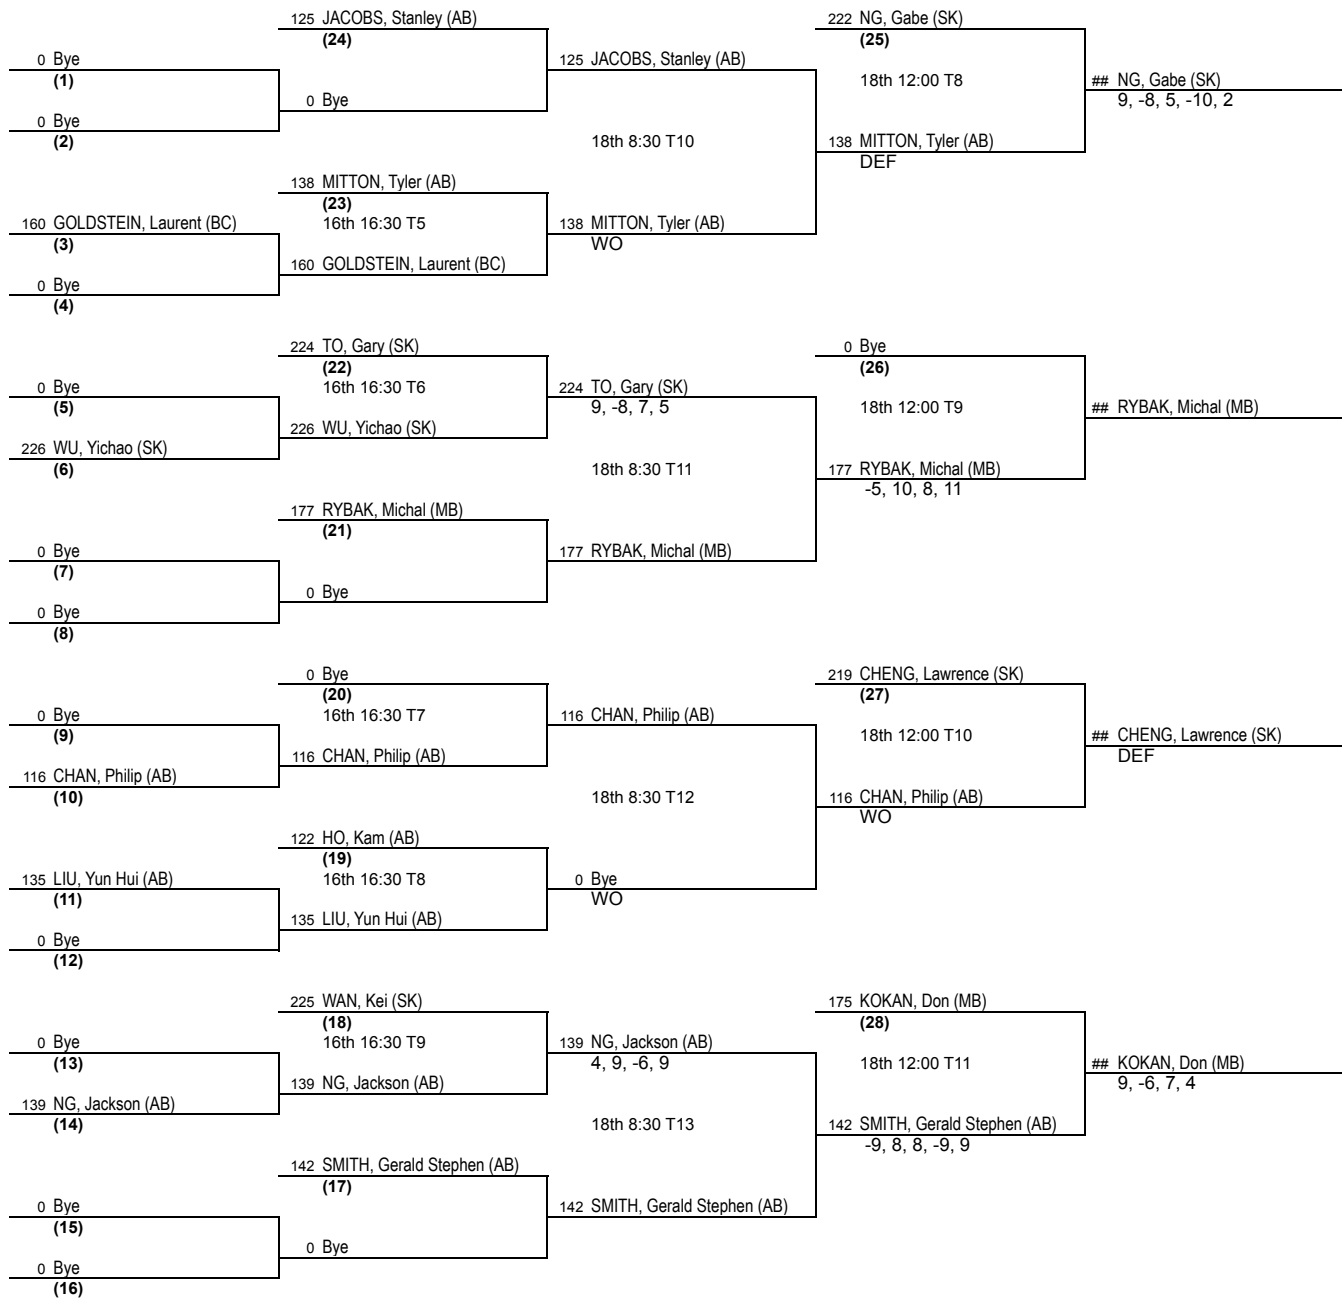 125 JACOBS, Stanley (AB)
(24)
0 Bye
(1)
0 Bye
0 Bye
(2)
125 JACOBS, Stanley (AB)
18th 8:30 T10
138 MITTON, Tyler (AB)
(23)
16th 16:30 T5
160 GOLDSTEIN, Laurent (BC)
(3)
160 GOLDSTEIN, Laurent (BC)
0 Bye
(4)
138 MITTON, Tyler (AB)
WO
222 NG, Gabe (SK)
(25)
18th 12:00 T8
138 MITTON, Tyler (AB)
DEF
## NG, Gabe (SK)
9, -8, 5, -10, 2
224 TO, Gary (SK)
(22)
16th 16:30 T6
0 Bye
(5)
226 WU, Yichao (SK)
226 WU, Yichao (SK)
(6)
224 TO, Gary (SK)
9, -8, 7, 5
18th 8:30 T11
177 RYBAK, Michal (MB)
(21)
0 Bye
(7)
0 Bye
0 Bye
(8)
177 RYBAK, Michal (MB)
0 Bye
(26)
18th 12:00 T9
177 RYBAK, Michal (MB)
-5, 10, 8, 11
## RYBAK, Michal (MB)
0 Bye
(20)
16th 16:30 T7
0 Bye
(9)
116 CHAN, Philip (AB)
116 CHAN, Philip (AB)
(10)
116 CHAN, Philip (AB)
18th 8:30 T12
122 HO, Kam (AB)
(19)
16th 16:30 T8
135 LIU, Yun Hui (AB)
(11)
135 LIU, Yun Hui (AB)
0 Bye
(12)
0 Bye
WO
219 CHENG, Lawrence (SK)
(27)
18th 12:00 T10
116 CHAN, Philip (AB)
WO
## CHENG, Lawrence (SK)
DEF
225 WAN, Kei (SK)
(18)
16th 16:30 T9
0 Bye
(13)
139 NG, Jackson (AB)
139 NG, Jackson (AB)
(14)
139 NG, Jackson (AB)
4, 9, -6, 9
18th 8:30 T13
142 SMITH, Gerald Stephen (AB)
(17)
0 Bye
(15)
0 Bye
0 Bye
(16)
142 SMITH, Gerald Stephen (AB)
175 KOKAN, Don (MB)
(28)
18th 12:00 T11
142 SMITH, Gerald Stephen (AB)
-9, 8, 8, -9, 9
## KOKAN, Don (MB)
9, -6, 7, 4